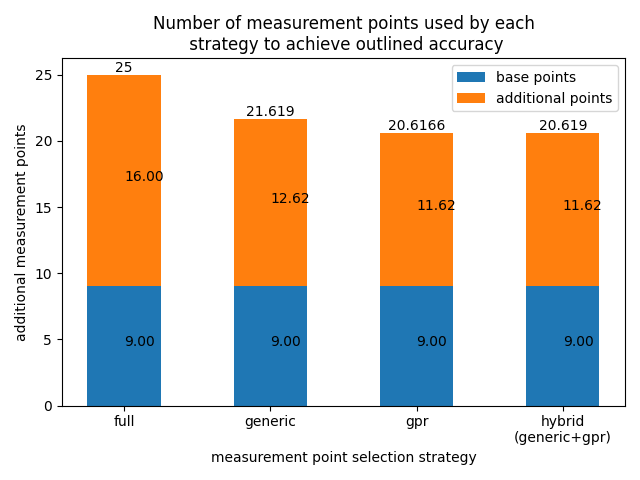 Number of measurement points used by each
strategy to achieve outlined accuracy
additional measurement points
25
20
15
10
5
0
base points
additional points
25
21.619
20.6166
20.619
16.00
12.62
11.62
11.62
9.00
9.00
9.00
9.00
full
generic
gpr
hybrid
(generic+gpr)
measurement point selection strategy